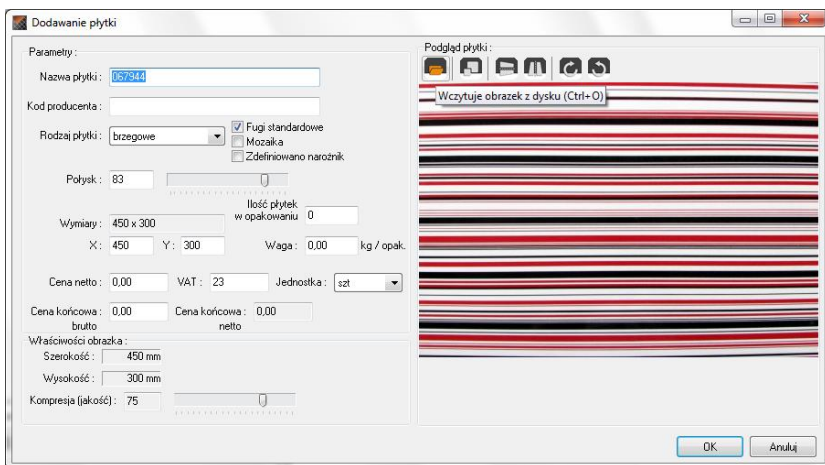 Dodawanie płytki
Parametry :
Nazwa płytki : 067944
Kod producenta :
Rodzaj płytki : brzegowe
Fugi standardowe
Mozaika
Zdefiniowano narożnik
Połysk : 83
Ilość płytek
w opakowaniu 0
Wymiary : 450 x 300
X : 450 Y : 300 Waga : 0,00 kg / opak.
Cena netto : 0,00 VAT : 23 Jednostka : szt
Cena końcowa : 0,00 Cena końcowa : 0,00
brutto netto
Właściwości obrazka :
Szerokość : 450 mm
Wysokość : 300 mm
Kompresja (jakość) : 75
Podgląd płytki :
Wczytuje obrazek z dysku (Ctrl+O)
OK Anuluj